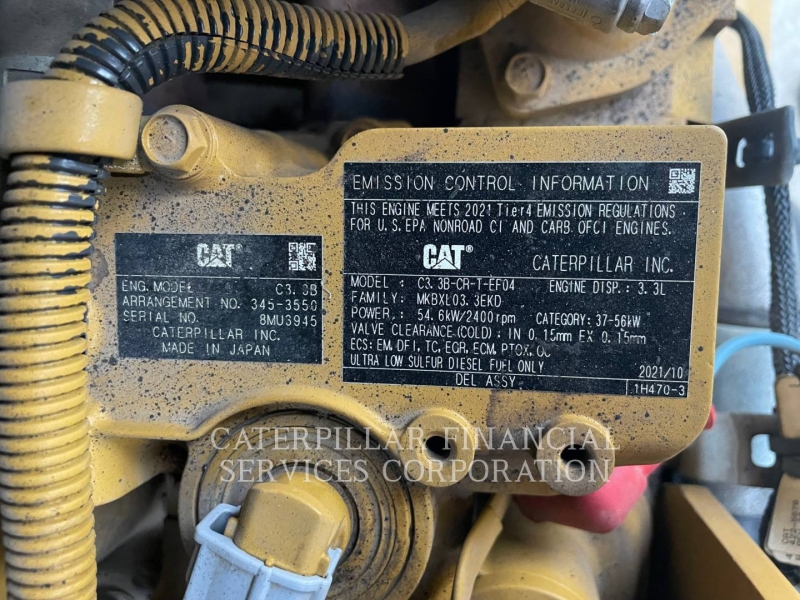 CAT
ENG. MODEL C3.3B
ARRANGEMENT NO. 345-3550
SERIAL NO. 8MU3945
CATERPILLAR INC.
MADE IN JAPAN
EMISSION CONTROL INFORMATION
THIS ENGINE MEETS 2021 Tier4 EMISSION REGULATIONS
FOR U.S.EPA NONROAD CI AND CARB OFCI ENGINES.
CAT CATERPILLAR INC.
MODEL : C3.3B-CR-T-EF04 ENGINE DISP.: 3.3L
FAMILY: MKBXL03.3EKD
POWER.: 54.6kW/2400rpm CATEGORY: 37-56kW
VALVE CLEARANCE.(COLD): IN 0.15mm EX 0.15mm
ECS: EM, DFI, TC, EGR, ECM, PTOX, OC
ULTRA LOW SULFUR DIESEL FUEL ONLY 2021/10
DEL ASSY 1H470-3
CATERPILLAR FINANCIAL
SERVICES CORPORATION